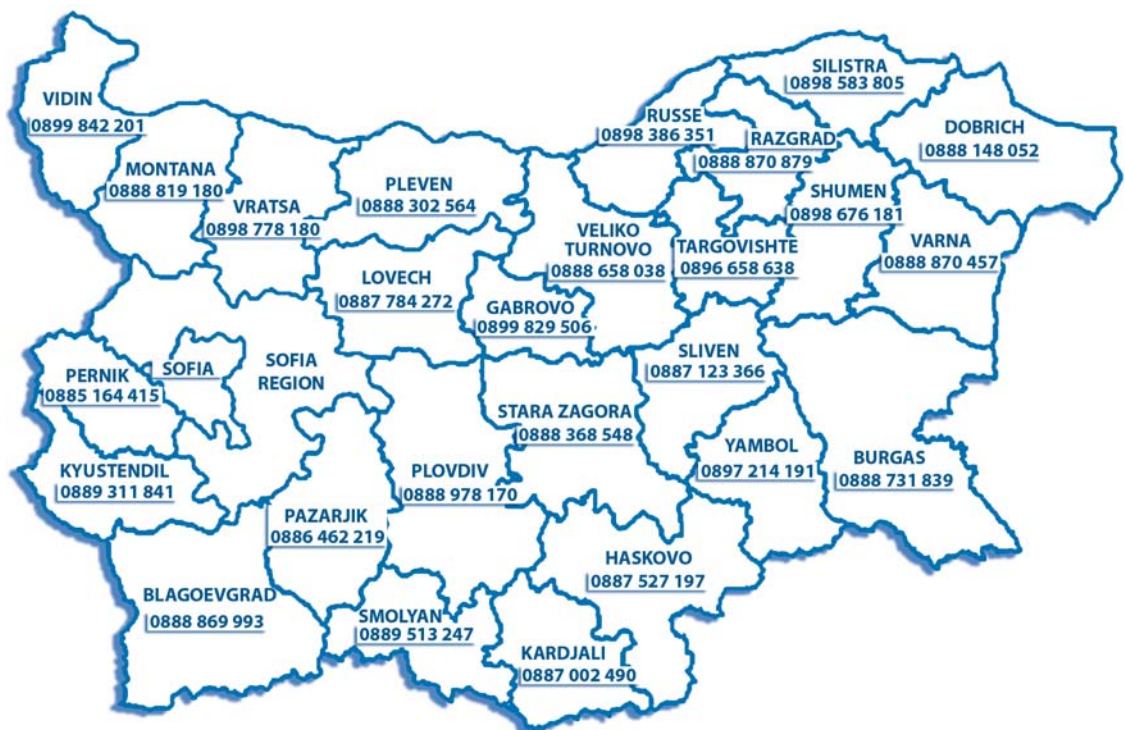 SILISTRA
0898 583 805
VIDIN
0899 842 201
RUSSE
0898 386 351
RAZGRAD
0888 870 879
DOBRICH
0888 148 052
MONTANA
0888 819 180
PLEVEN
0888 302 564
SHUMEN
0898 676 181
VRATSA
0898 778 180
VELIKO
TURNOVO
0888 658 038
TARGOVISHTE
0896 658 638
VARNA
0888 870 457
LOVECH
0887 784 272
GABROVO
0899 829 506
SLIVEN
0887 123 366
PERNIK
0885 164 415
SOFIA
SOFIA
REGION
STARA ZAGORA
0888 368 548
YAMBOL
0897 214 191
BURGAS
0888 731 839
KYUSTENDIL
0889 311 841
PLOVDIV
0888 978 170
PAZARJIK
0886 462 219
HASKOVO
0887 527 197
BLAGOEVGRAD
0888 869 993
SMOLYAN
0889 513 247
KARDJALI
0887 002 490